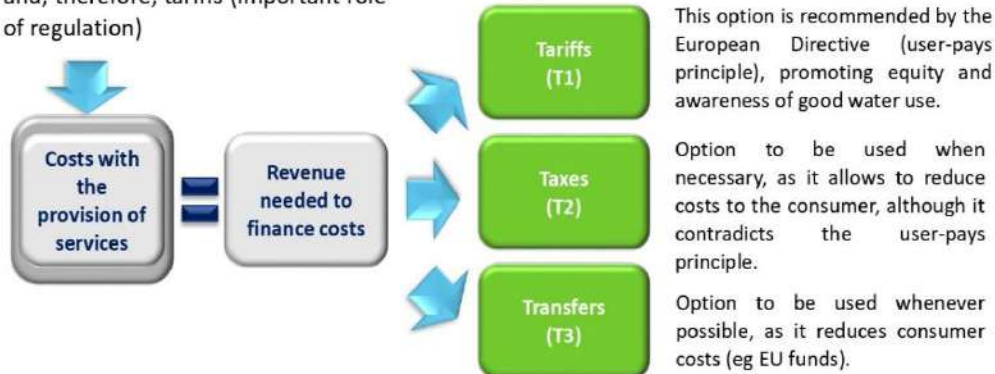 and, therefore, tariffs (important role
of regulation)
Costs with
the
provision of
services
Revenue
needed to
finance costs
Tariffs
(T1)
This option is recommended by the
European Directive (user-pays
principle), promoting equity and
awareness of good water use.
Taxes
(T2)
Option to be used when
necessary, as it allows to reduce
costs to the consumer, although it
contradicts the user-pays
principle.
Transfers
(T3)
Option to be used whenever
possible, as it reduces consumer
costs (eg EU funds).